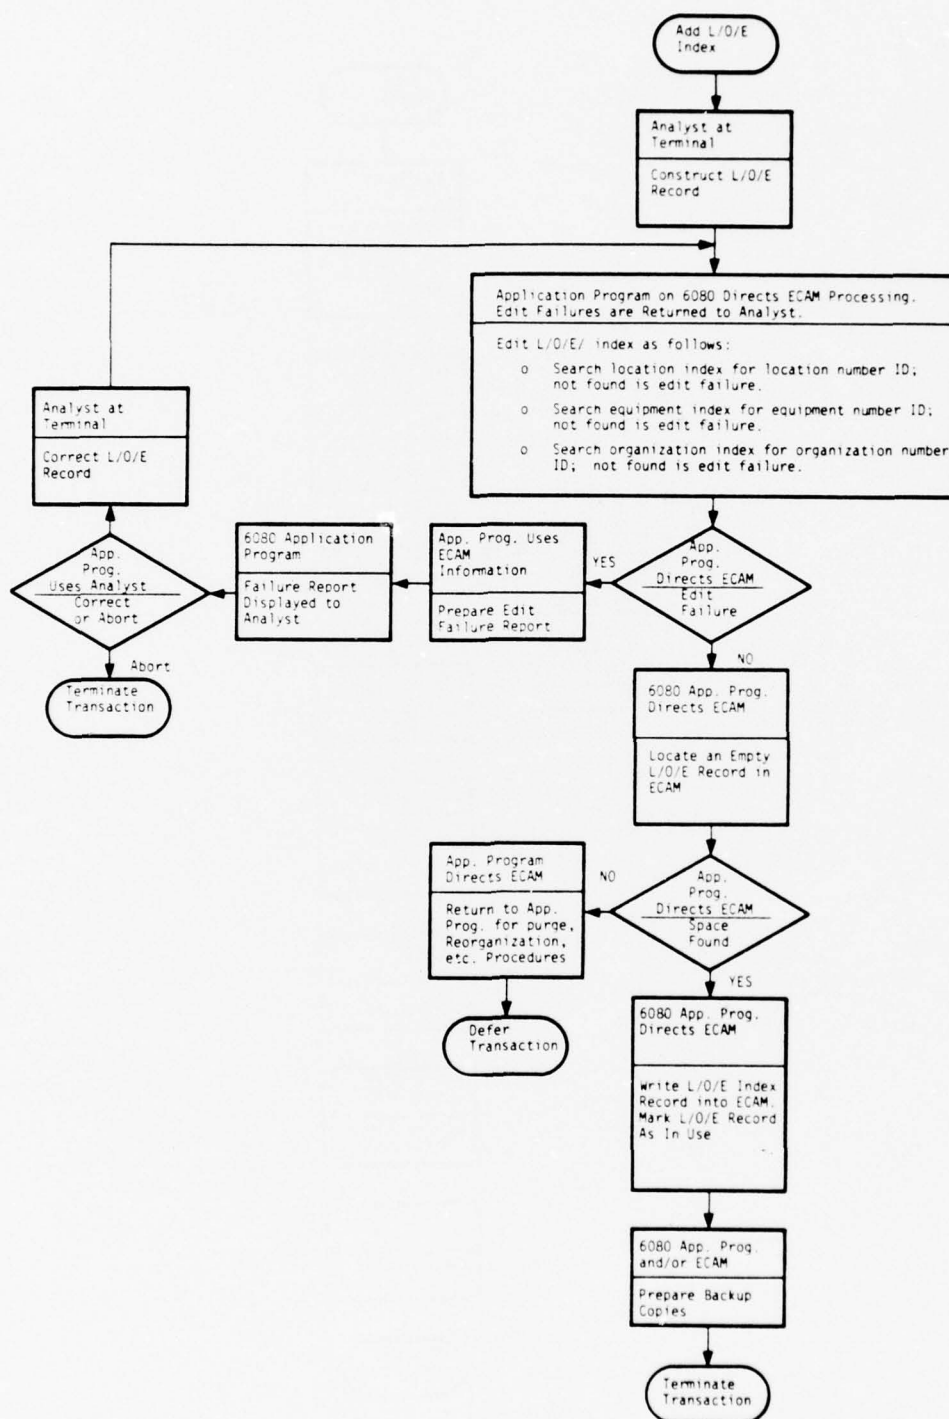 Add L/O/E
Index
Analyst at
Terminal
Construct L/O/E
Record
Application Program on 6080 Directs ECAM Processing.
Edit Failures are Returned to Analyst.
Edit L/O/E/ index as follows:
o Search location index for location number ID;
not found is edit failure.
o Search equipment index for equipment number ID;
not found is edit failure.
o Search organization index for organization number
ID; not found is edit failure.
Analyst at
Terminal
Correct L/O/E
Record
App.
Prog.
Uses Analyst
Correct
or Abort
Abort
Terminate
Transaction
6080 Application
Program
Failure Report
Displayed to
Analyst
App. Prog. Uses
ECAM
Information
Prepare Edit
Failure Report
YES
App.
Prog.
Directs ECAM
Edit
Failure
NO
6080 App. Prog.
Directs ECAM
Locate an Empty
L/O/E Record in
ECAM
App. Program
Directs ECAM
Return to App.
Prog. for purge,
Reorganization,
etc. Procedures
NO
App.
Prog.
Directs ECAM
Space
Found
YES
Defer
Transaction
6080 App. Prog.
Directs ECAM
Write L/O/E Index
Record into ECAM.
Mark L/O/E Record
As In Use
6080 App. Prog.
and/or ECAM
Prepare Backup
Copies
Terminate
Transaction